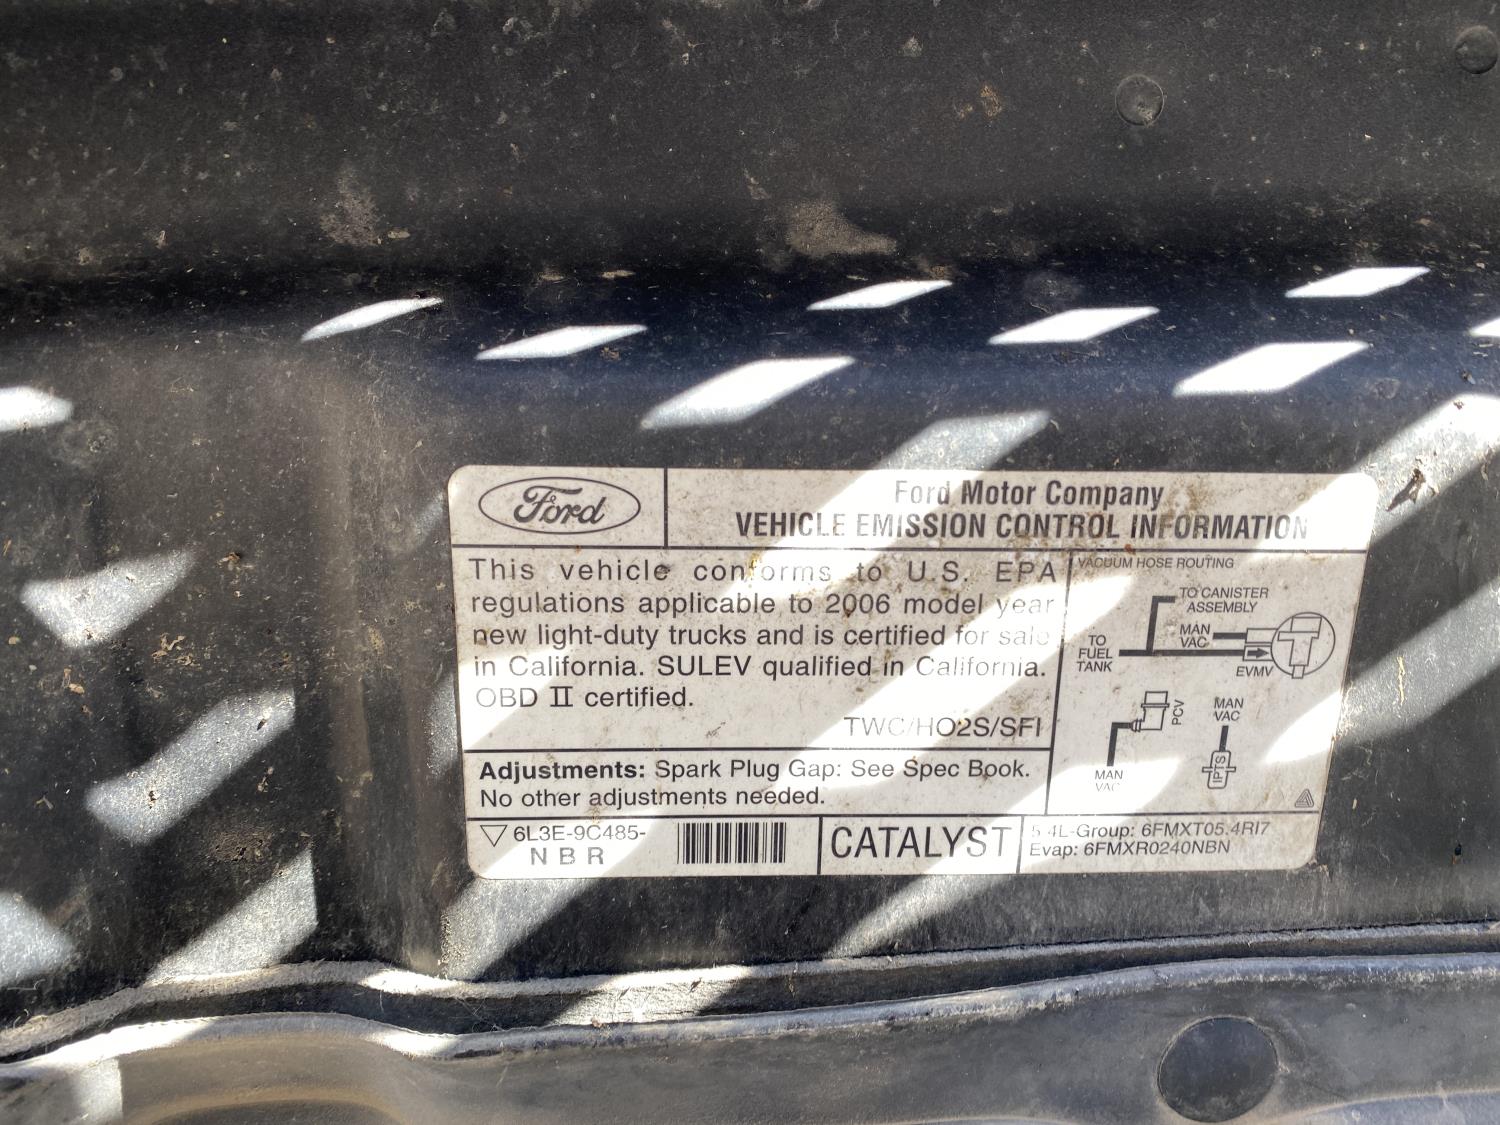 Ford
Ford Motor Company
VEHICLE EMISSION CONTROL INFORMATION
This vehicle conforms to U.S. EPA
regulations applicable to 2006 model year
new light-duty trucks and is certified for sale
in California. SULEV qualified in California.
OBD II certified.
TWC/HO2S/SFI
Adjustments: Spark Plug Gap: See Spec Book.
No other adjustments needed.
VACUUM HOSE ROUTING
TO CANISTER
ASSEMBLY
MAN
VAC
TO
FUEL
TANK
EVMV
PCV
MAN
VAC
MAN
VAC
IPTS
6L3E-9C485-
N B R
CATALYST
5.4L-Group: 6FMXT05.4RI7
Evap: 6FMXR0240NBN